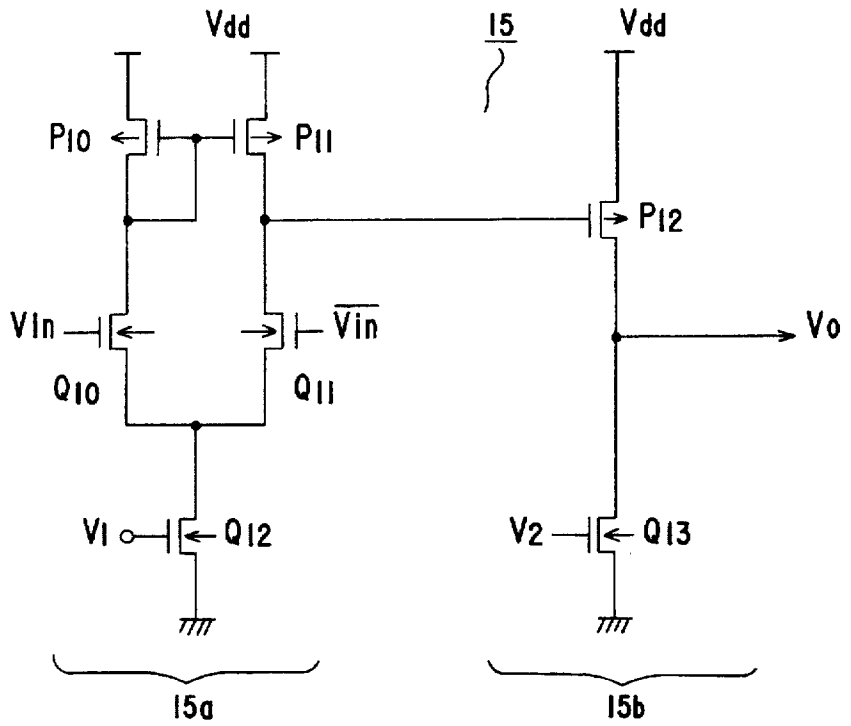 Vdd 15 Vdd
P10 P11
P12
Vin Vin Vo
Q10 Q11
V1 Q12 V2 Q13
15a 15b